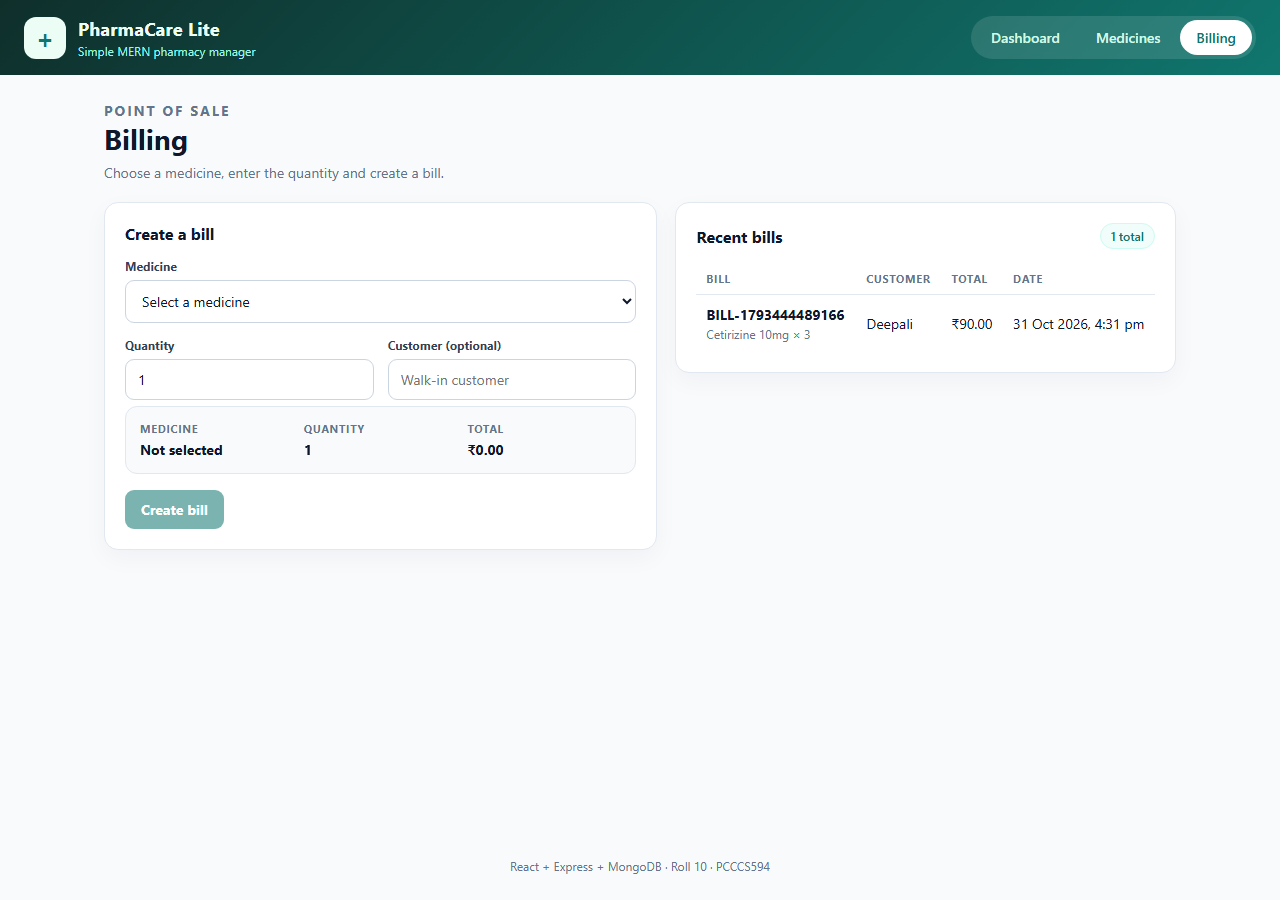 +
PharmaCare Lite
Simple MERN pharmacy manager
Dashboard Medicines Billing
POINT OF SALE
Billing
Choose a medicine, enter the quantity and create a bill.
Create a bill
Medicine
Select a medicine
Quantity Customer (optional)
1 Walk-in customer
MEDICINE QUANTITY TOTAL
Not selected 1 ₹0.00
Create bill
Recent bills 1 total
BILL CUSTOMER TOTAL DATE
BILL-1793444489166 Deepali ₹90.00 31 Oct 2026, 4:31 pm
Cetirizine 10mg × 3
React + Express + MongoDB · Roll 10 · PCCCS594